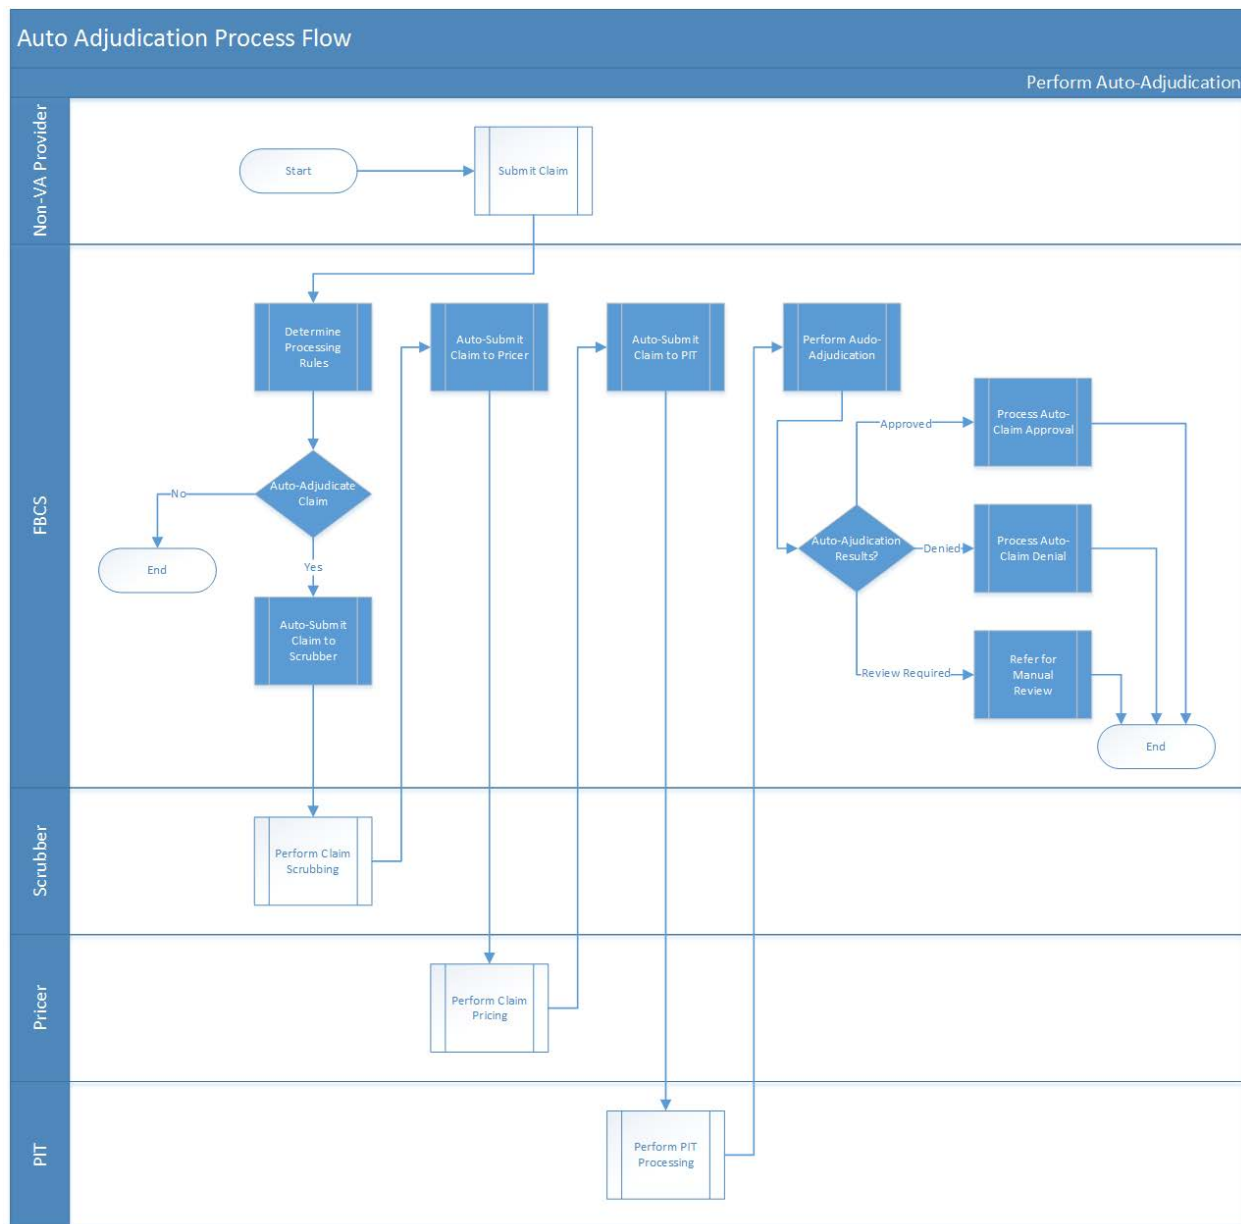 Auto Adjudication Process Flow
Perform Auto-Adjudication
Non-VA Provider
Start
Submit Claim
FBCS
Determine
Processing
Rules
Auto-Submit
Claim to Pricer
Auto-Submit
Claim to PIT
Perform Audo-
Adjudication
Approved
Process Auto-
Claim Approval
Auto-Adjudicate
Claim
No
End
Yes
Auto-Ajudication
Results?
Denied
Process Auto-
Claim Denial
Auto-Submit
Claim to
Scrubber
Review Required
Refer for
Manual
Review
End
Scrubber
Perform Claim
Scrubbing
Pricer
Perform Claim
Pricing
PIT
Perform PIT
Processing